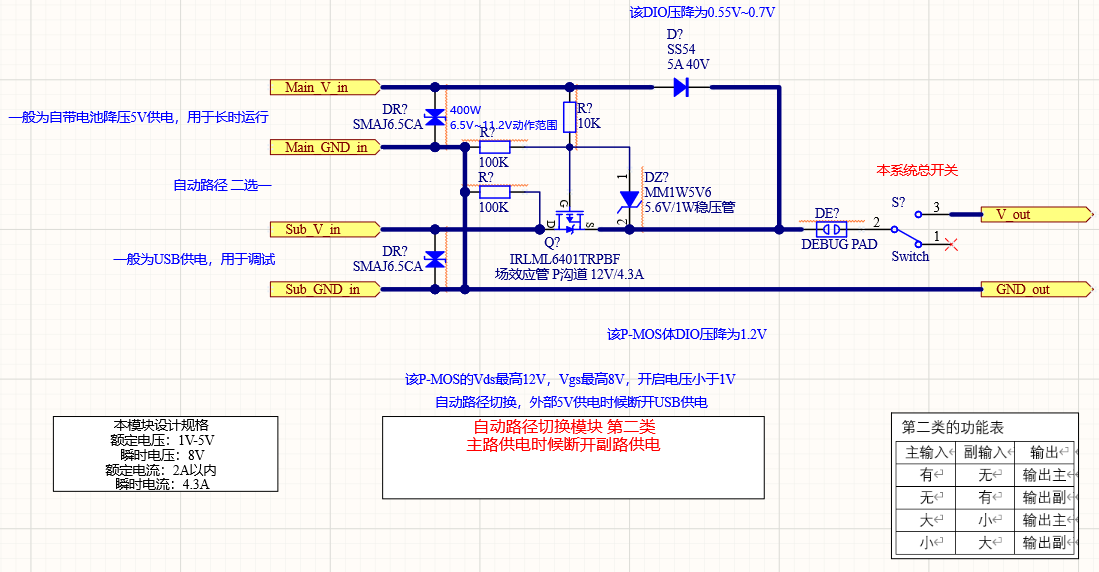 该DIO压降为0.55V~0.7V
D?
SS54
5A 40V
Main_V_in
DR?
SMAJ6.5CA
400W
6.5V~11.2V动作范围
R?
10K
一般为自带电池降压5V供电，用于长时运行
Main_GND_in
R?
100K
自动路径 二选一
R?
100K
1
DZ?
MM1W5V6
5.6V/1W稳压管
2
G
D
S
本系统总开关
S?
3
V_out
DE?
2
1
DEBUG PAD
Switch
Sub_V_in
Q?
IRLML6401TRPBF
场效应管 P沟道 12V/4.3A
一般为USB供电，用于调试
DR?
SMAJ6.5CA
Sub_GND_in
GND_out
该P-MOS体DIO压降为1.2V
该P-MOS的Vds最高12V，Vgs最高8V，开启电压小于1V
自动路径切换，外部5V供电时候断开USB供电
本模块设计规格
额定电压：1V-5V
瞬时电压：8V
额定电流：2A以内
瞬时电流：4.3A
自动路径切换模块 第二类
主路供电时候断开副路供电
第二类的功能表
主输入 副输入 输出
有 无 输出主
无 有 输出副
大 小 输出主
小 大 输出副